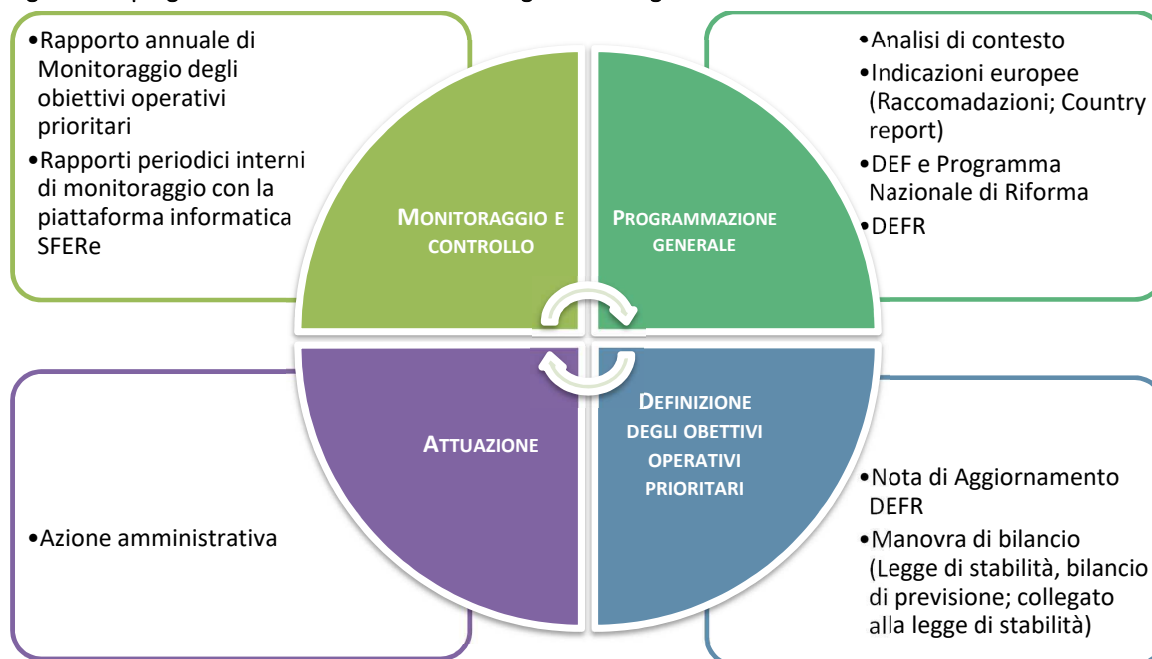 •Rapporto annuale di
Monitoraggio degli
obiettivi operativi
prioritari
•Rapporti periodici interni
di monitoraggio con la
piattaforma informatica
SFERe
MONITORAGGIO E
CONTROLLO
PROGRAMMAZIONE
GENERALE
•Analisi di contesto
•Indicazioni europee
(Raccomadazioni; Country
report)
•DEF e Programma
Nazionale di Riforma
•DEFR
•Azione amministrativa
ATTUAZIONE
DEFINIZIONE
DEGLI OBETTIVI
OPERATIVI
PRIORITARI
•Nota di Aggiornamento
DEFR
•Manovra di bilancio
(Legge di stabilità, bilancio
di previsione; collegato
alla legge di stabilità)